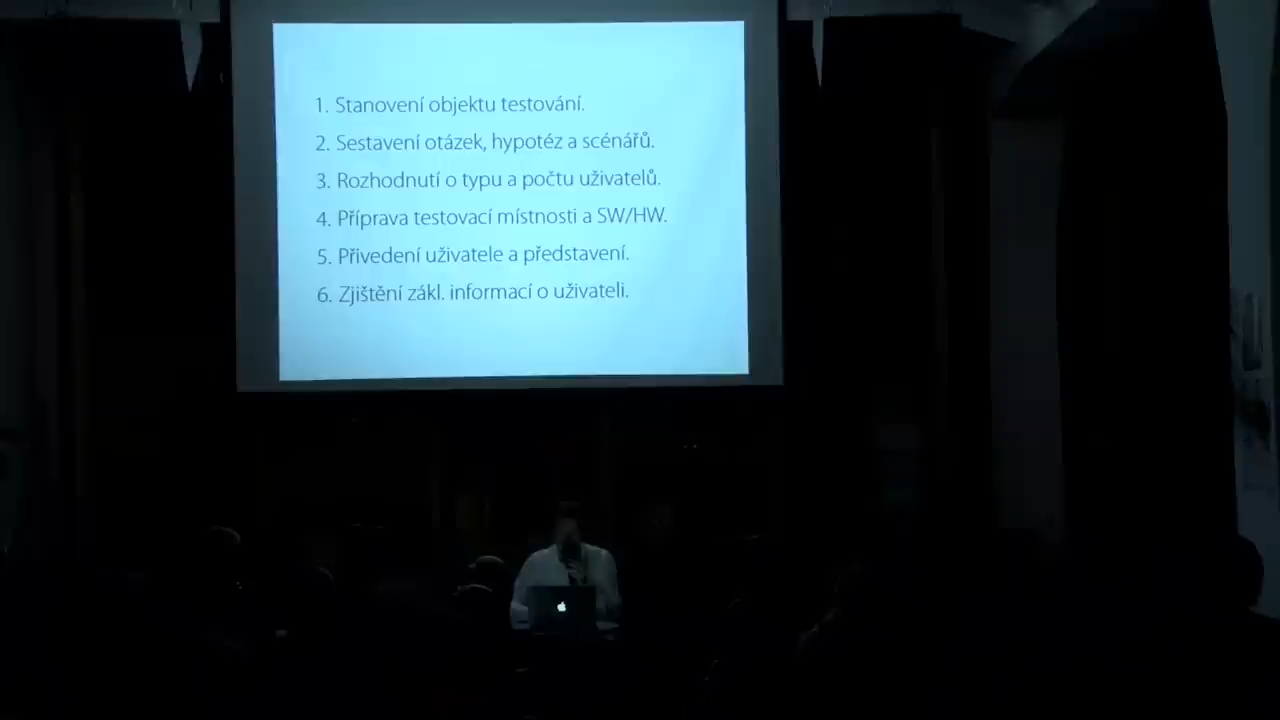 1. Stanovení objektu testování.
2. Sestavení otázek, hypotéz a scénářů.
3. Rozhodnutí o typu a počtu uživatelů.
4. Příprava testovací místnosti a SW/HW.
5. Přivedení uživatele a představení.
6. Zjištění zákl. informací o uživateli.